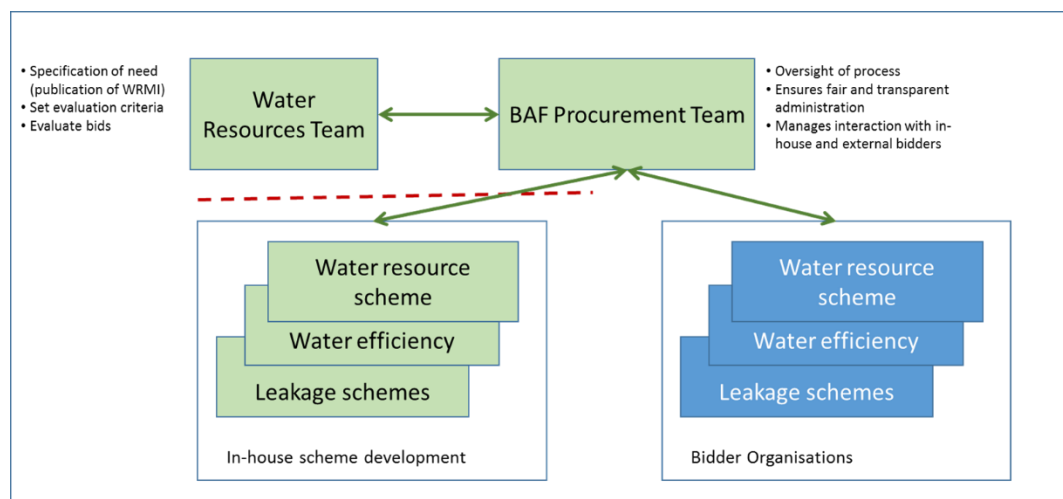 • Specification of need
(publication of WRMI)
• Set evaluation criteria
• Evaluate bids
Water
Resources Team
BAF Procurement Team
• Oversight of process
• Ensures fair and transparent
administration
• Manages interaction with in-
house and external bidders
Water resource
scheme
Water efficiency
Leakage schemes
In-house scheme development
Water resource
scheme
Water efficiency
Leakage schemes
Bidder Organisations